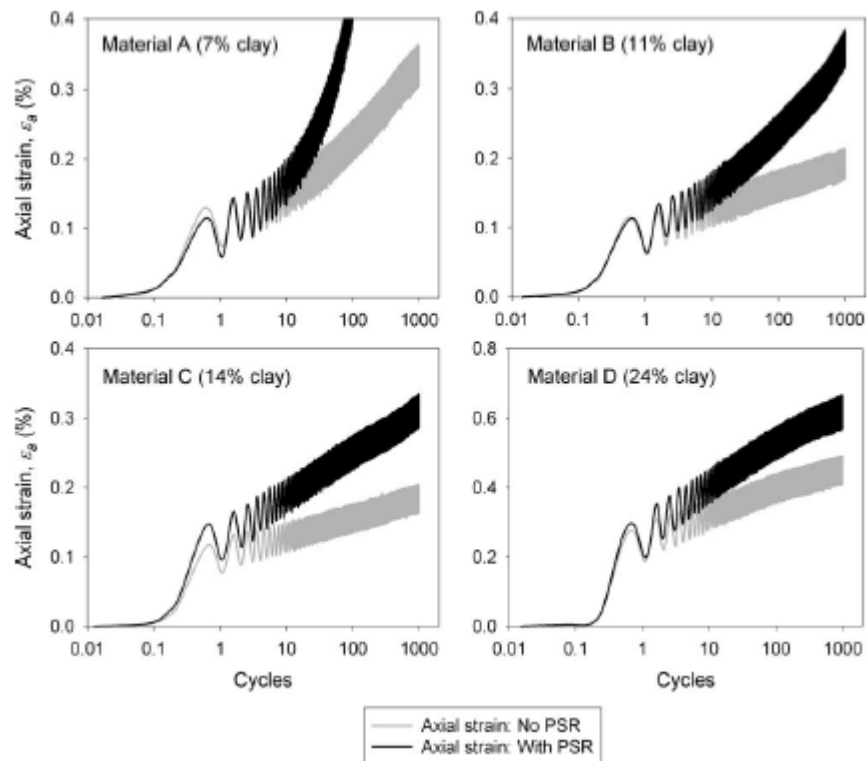 Material A (7% clay)
Axial strain, εa (%)
0.4
0.3
0.2
0.1
0.0
0.01 0.1 1 10 100 1000
Material B (11% clay)
0.4
0.3
0.2
0.1
0.0
0.01 0.1 1 10 100 1000
Material C (14% clay)
Axial strain, εa (%)
0.4
0.3
0.2
0.1
0.0
0.01 0.1 1 10 100 1000
Cycles
Material D (24% clay)
0.8
0.6
0.4
0.2
0.0
0.01 0.1 1 10 100 1000
Cycles
Axial strain: No PSR
Axial strain: With PSR